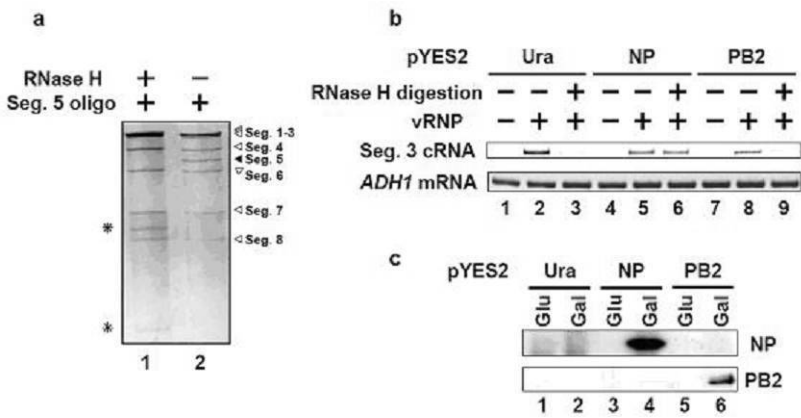 a
RNase H + −
Seg. 5 oligo + +
Seg. 1-3
Seg. 4
Seg. 5
Seg. 6
Seg. 7
* Seg. 8
*
1 2
b
pYES2 Ura NP PB2
RNase H digestion − − + − − + − − +
vRNP − + + − + + − + +
Seg. 3 cRNA
ADH1 mRNA
1 2 3 4 5 6 7 8 9
c
pYES2 Ura NP PB2
Glu Gal Glu Gal Glu Gal
NP
PB2
1 2 3 4 5 6